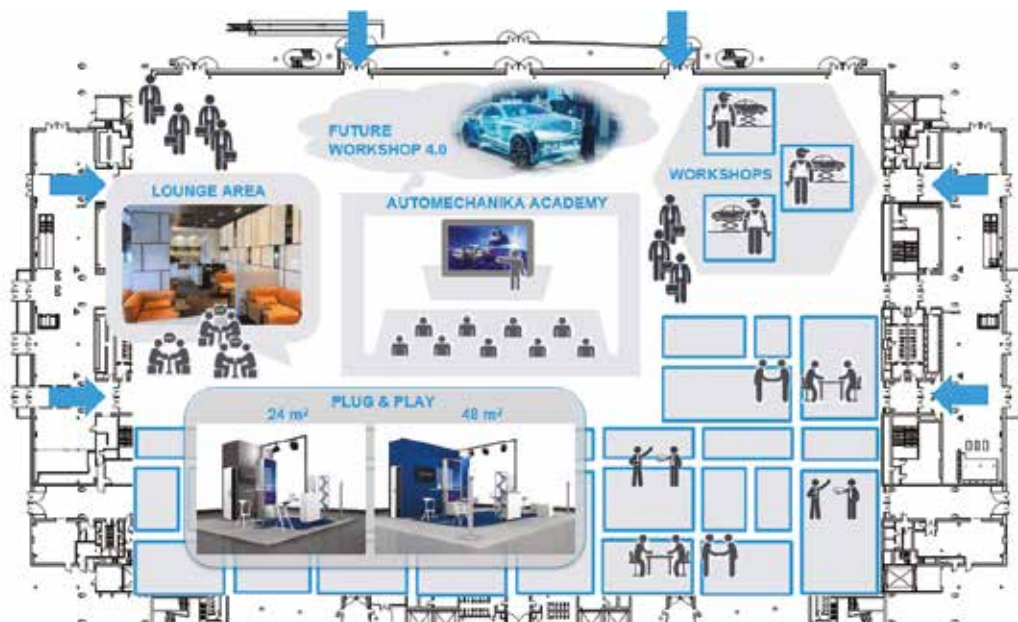 FUTURE
WORKSHOP 4.0
WORKSHOPS
LOUNGE AREA
AUTOMECHANIKA ACADEMY
PLUG & PLAY
24 m²
48 m²